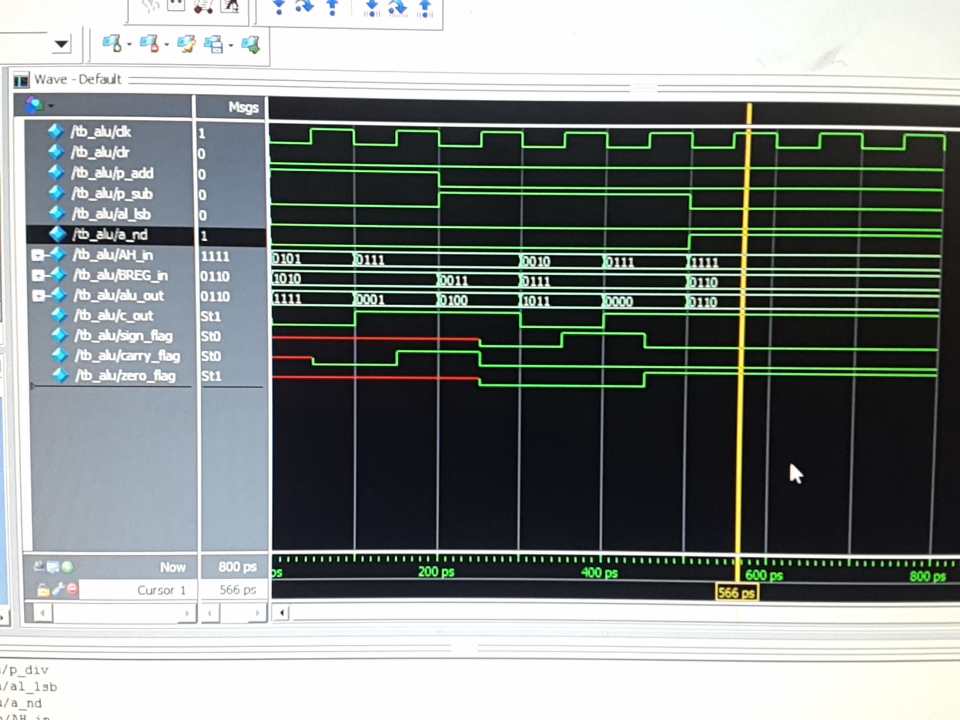 Wave - Default
Msgs
/tb_alu/clk 1
/tb_alu/clr 0
/tb_alu/p_add 0
/tb_alu/p_sub 0
/tb_alu/al_lsb 0
/tb_alu/a_nd 1
/tb_alu/AH_in 1111 0101 0111 0010 0111 1111
/tb_alu/BREG_in 0110 1010 0011 0111 0110
/tb_alu/alu_out 0110 1111 0001 0100 1011 0000 0110
/tb_alu/c_out St1
/tb_alu/sign_flag St0
/tb_alu/carry_flag St0
/tb_alu/zero_flag St1
Now 800 ps ps 200 ps 400 ps 600 ps 800 ps
Cursor 1 566 ps 566 ps
/p_div
/al_lsb
/a_nd
/AH_in